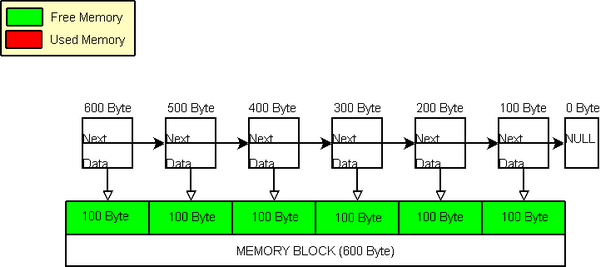 Free Memory
Used Memory
600 Byte 500 Byte 400 Byte 300 Byte 200 Byte 100 Byte 0 Byte
Next Next Next Next Next Next NULL
Data Data Data Data Data Data
100 Byte 100 Byte 100 Byte 100 Byte 100 Byte 100 Byte
MEMORY BLOCK (600 Byte)